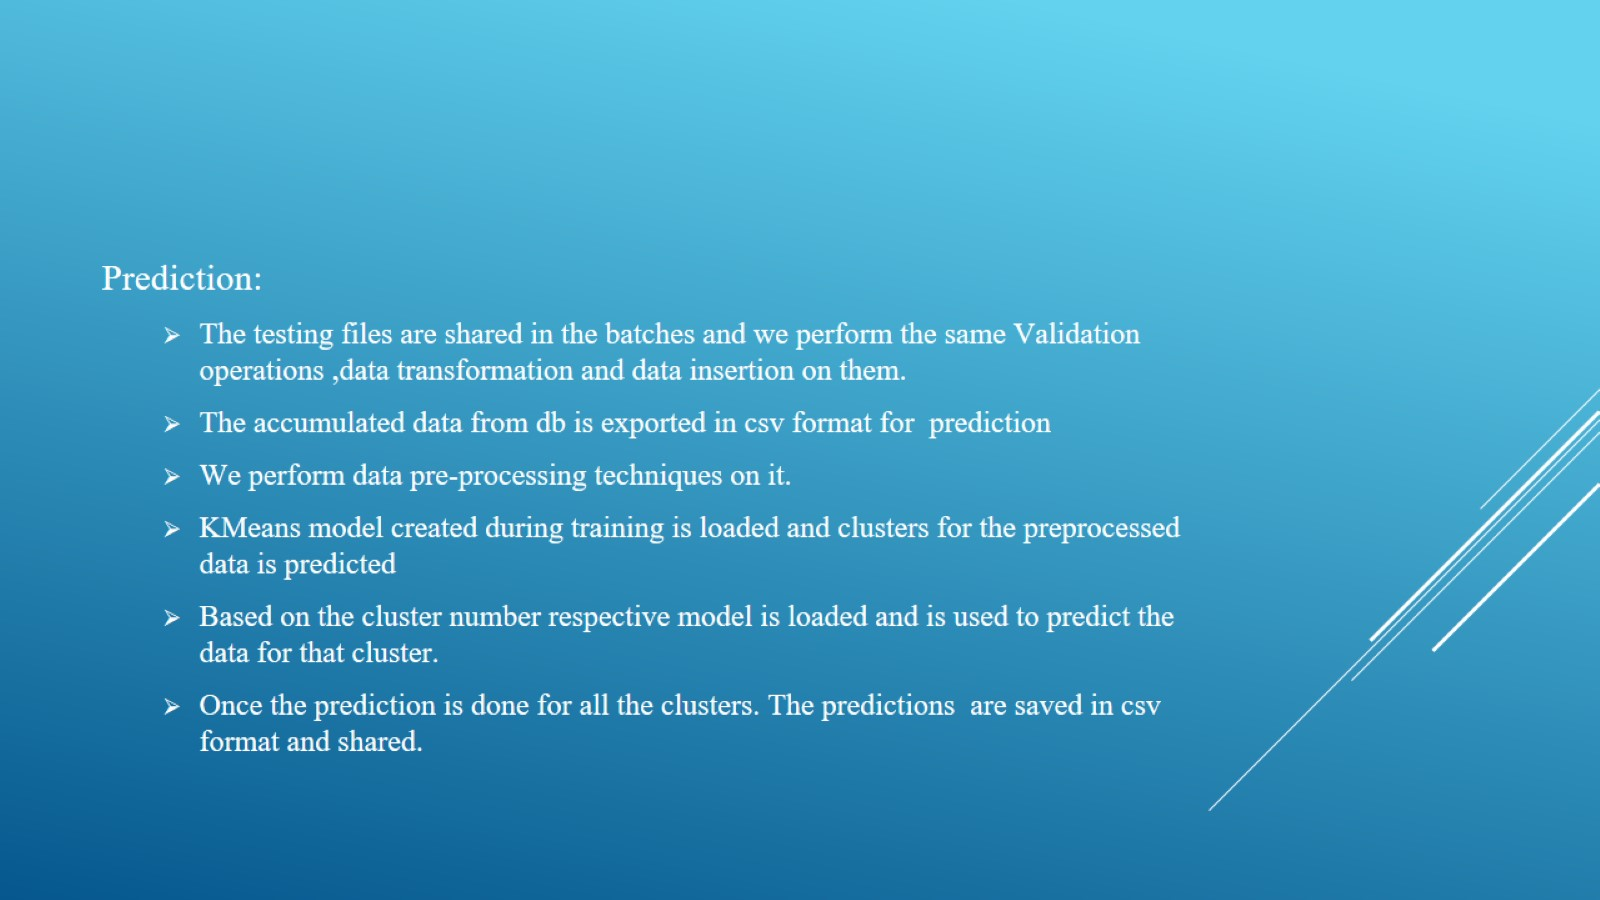 Prediction:
➢ The testing files are shared in the batches and we perform the same Validation
operations ,data transformation and data insertion on them.
➢ The accumulated data from db is exported in csv format for  prediction
➢ We perform data pre-processing techniques on it.
➢ KMeans model created during training is loaded and clusters for the preprocessed
data is predicted
➢ Based on the cluster number respective model is loaded and is used to predict the
data for that cluster.
➢ Once the prediction is done for all the clusters. The predictions  are saved in csv
format and shared.